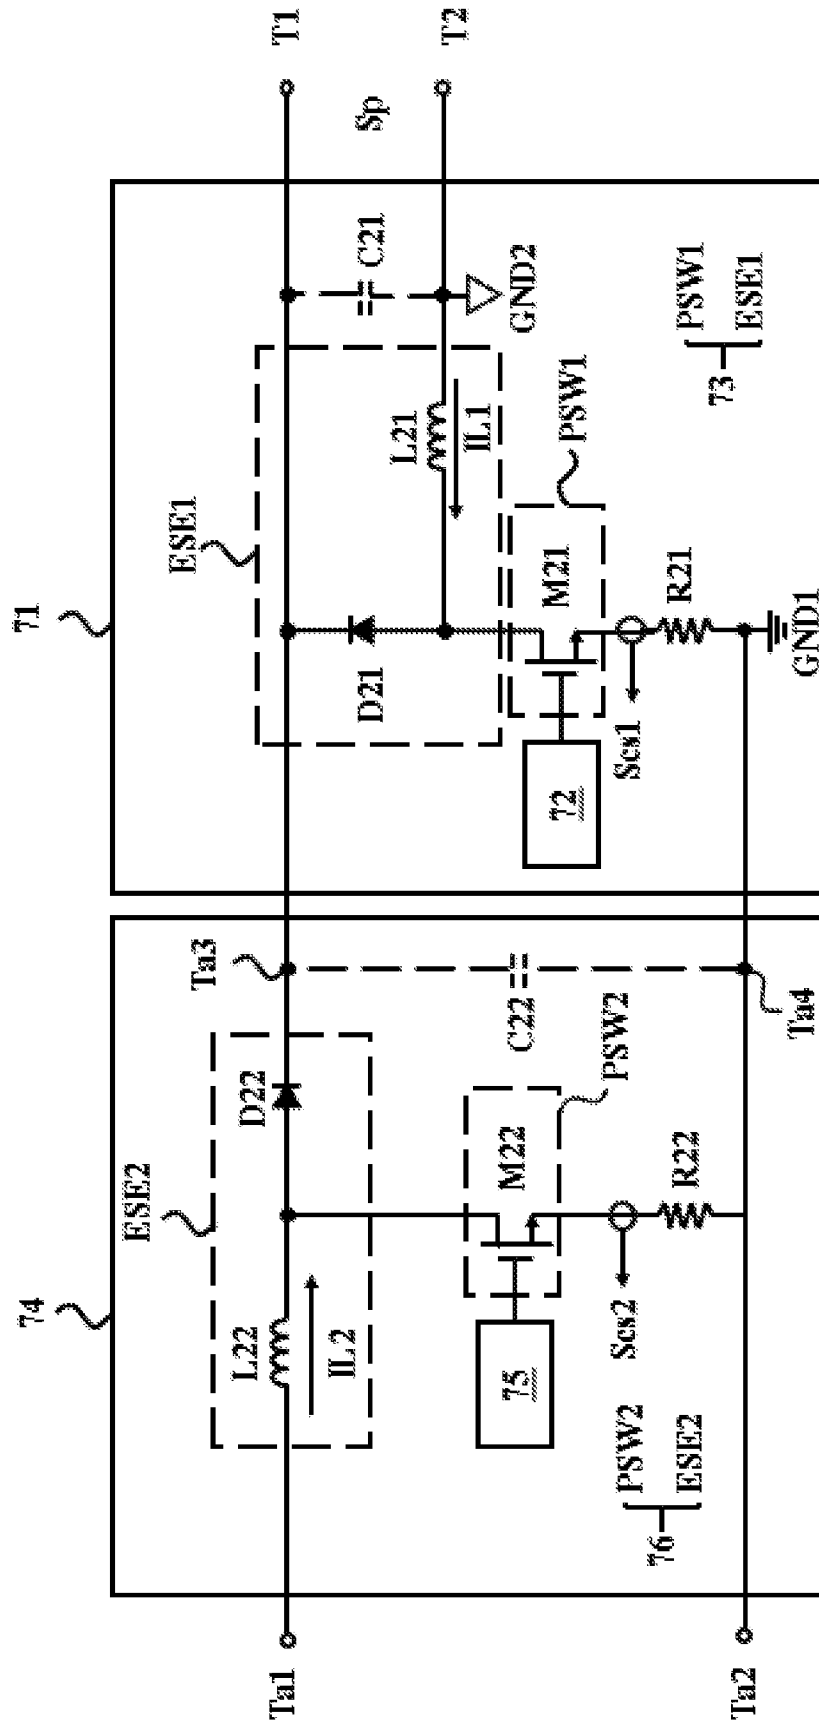 74
71
ESE2
ESE1
Ta3
T1
L22
D22
IL2
D21
C21
Sp
L21
IL1
T2
GND2
Ta1
75
M22
PSW2
C22
72
M21
PSW1
PSW1
ESE1
73
Scs2
R22
Scs1
R21
PSW2
ESE2
76
Ta2
Ta4
GND1